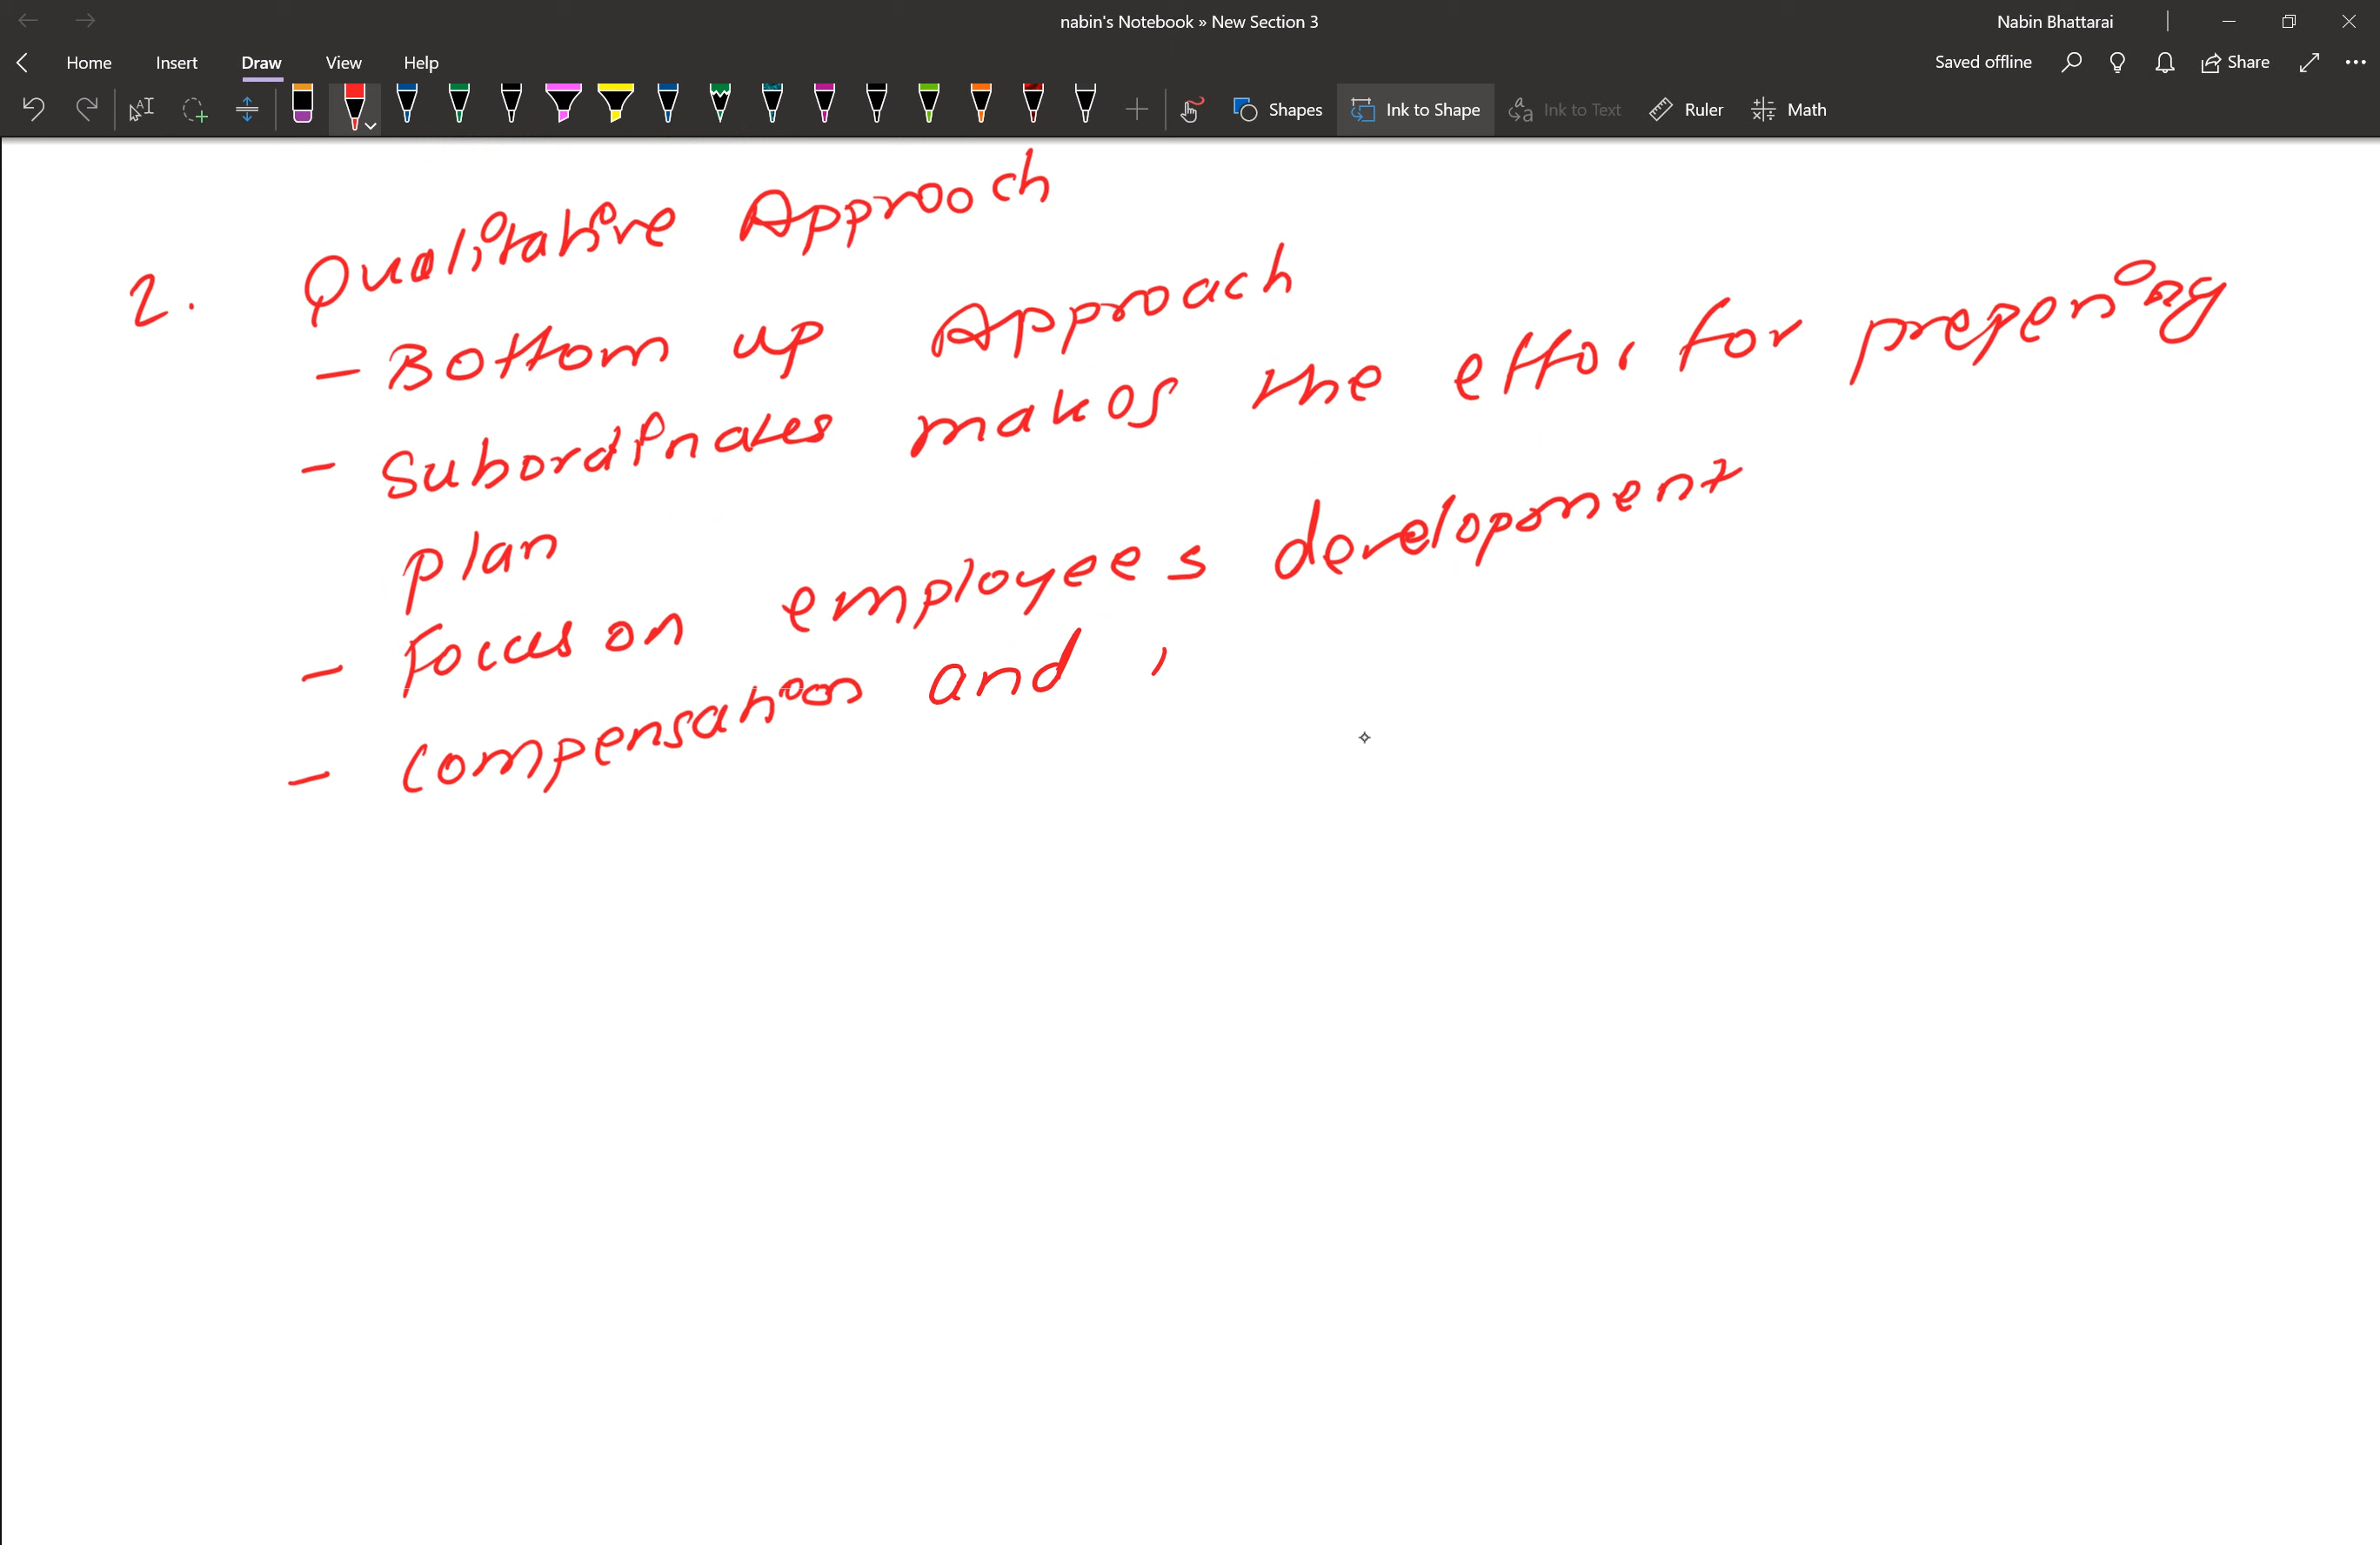 nabin's Notebook » New Section 3
Nabin Bhattarai
Home Insert Draw View Help
Saved offline Share
Shapes Ink to Shape Ink to Text Ruler Math
2. Qualitative Approoch
- Bottom up Approach
- Subordinates makes the effor for prepering
plan
- Focus on employees development
- compensation and